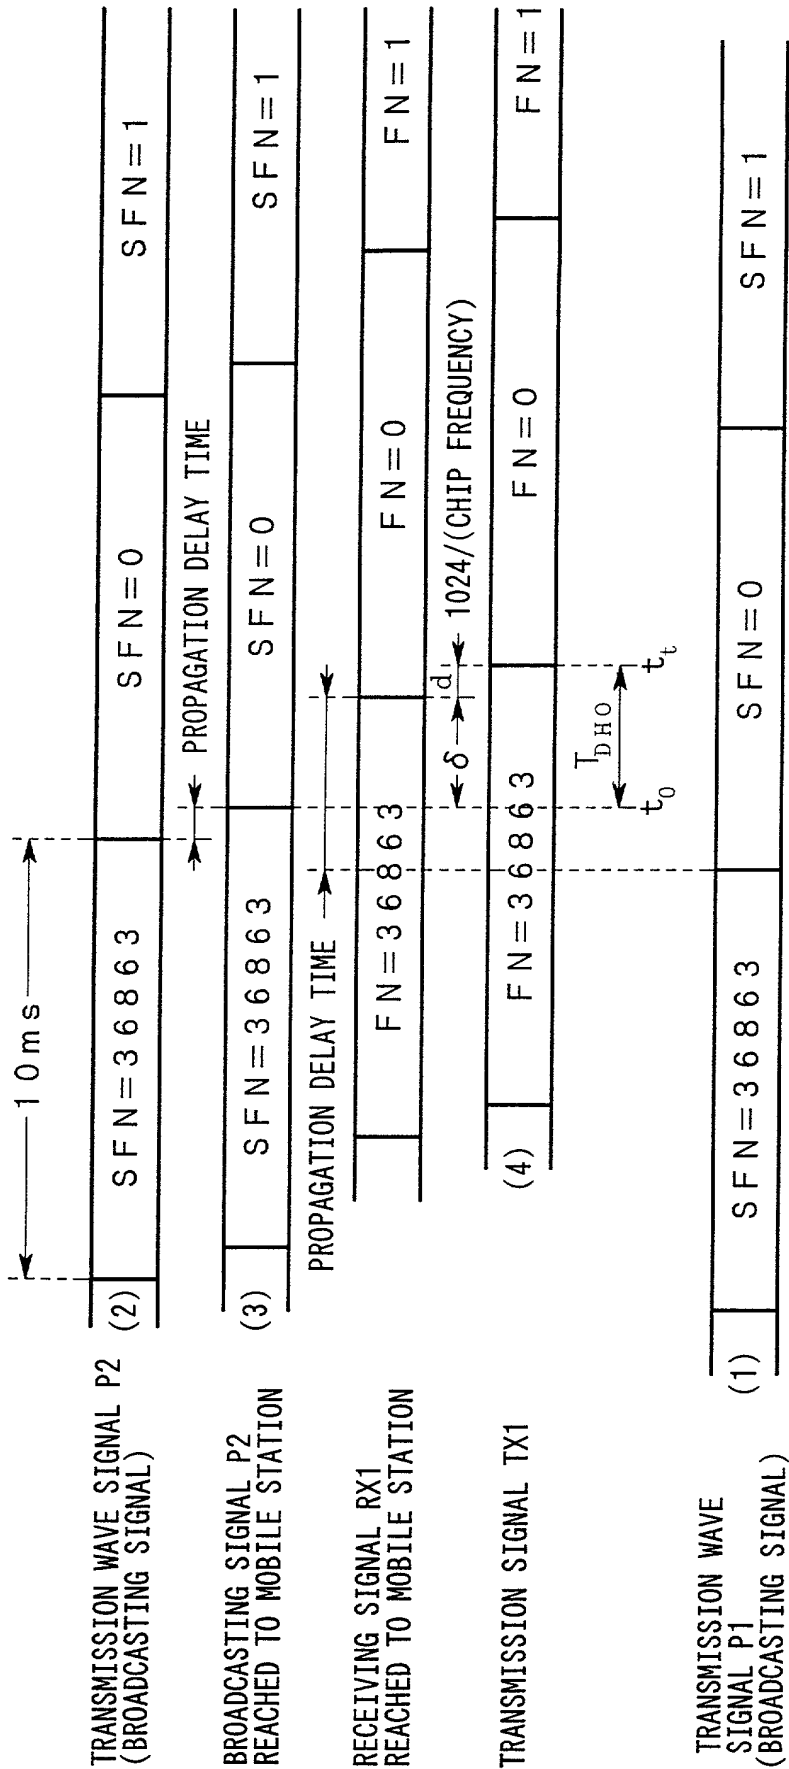 10ms
TRANSMISSION WAVE SIGNAL P2
(BROADCASTING SIGNAL)
(2)
SFN=36863
SFN=0
SFN=1
PROPAGATION DELAY TIME
BROADCASTING SIGNAL P2
REACHED TO MOBILE STATION
(3)
SFN=36863
SFN=0
SFN=1
PROPAGATION DELAY TIME
RECEIVING SIGNAL RX1
REACHED TO MOBILE STATION
FN=36863
FN=0
FN=1
δ
d
1024/(CHIP FREQUENCY)
TRANSMISSION SIGNAL TX1
(4)
FN=36863
FN=0
FN=1
TDHO
t0
tt
TRANSMISSION WAVE
SIGNAL P1
(BROADCASTING SIGNAL)
(1)
SFN=36863
SFN=0
SFN=1